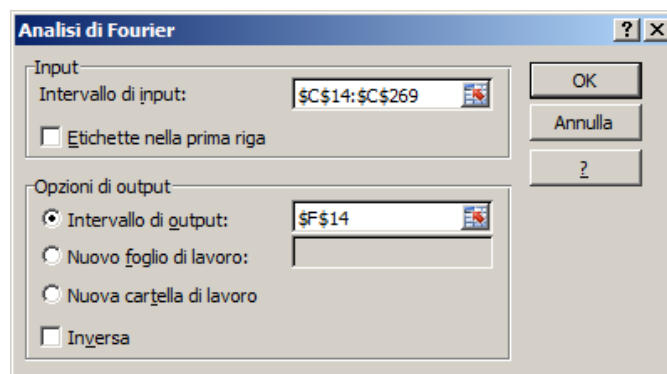 Analisi di Fourier ? X
Input
Intervallo di input: $C$14:$C$269
Etichette nella prima riga
OK
Annulla
?
Opzioni di output
Intervallo di output: $F$14
Nuovo foglio di lavoro:
Nuova cartella di lavoro
Inversa